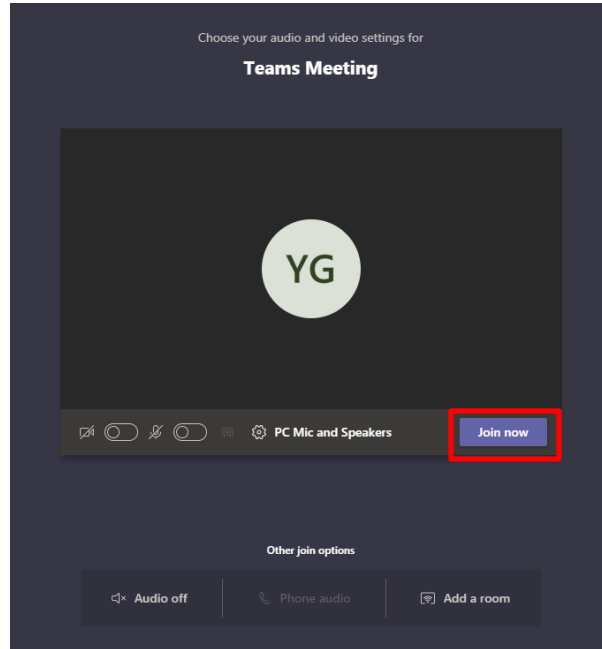 Choose your audio and video settings for
Teams Meeting
YG
PC Mic and Speakers
Join now
Other join options
Audio off
Phone audio
Add a room